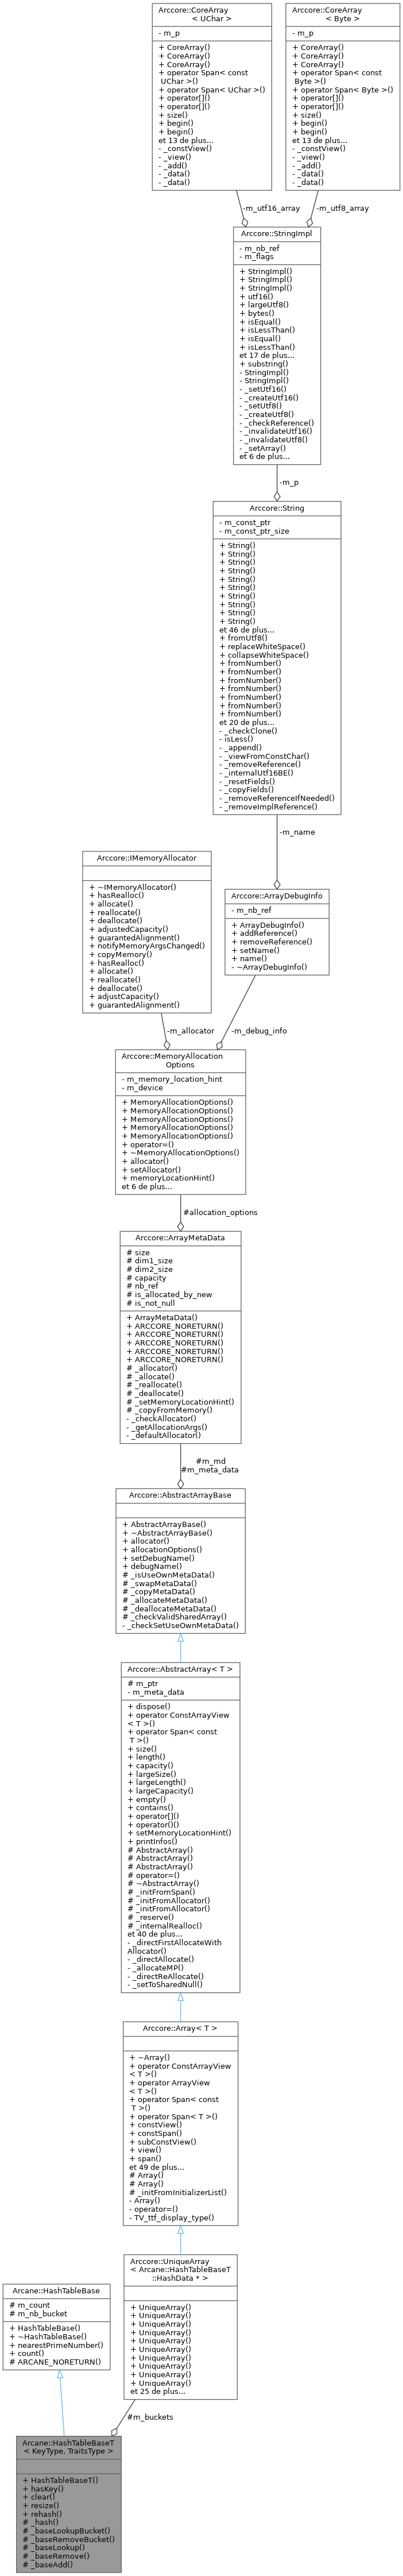 Arccore::CoreArray
< UChar >
- m_p
+ CoreArray()
+ CoreArray()
+ CoreArray()
+ operator Span< const
UChar >()
+ operator Span< UChar >()
+ operator[]()
+ operator[]()
+ size()
+ begin()
+ begin()
et 13 de plus...
- _constView()
- _view()
- _add()
- _data()
- _data()
Arccore::CoreArray
< Byte >
- m_p
+ CoreArray()
+ CoreArray()
+ CoreArray()
+ operator Span< const
Byte >()
+ operator Span< Byte >()
+ operator[]()
+ operator[]()
+ size()
+ begin()
+ begin()
et 13 de plus...
- _constView()
- _view()
- _add()
- _data()
- _data()
-m_utf16_array
-m_utf8_array
Arccore::StringImpl
- m_nb_ref
- m_flags
+ StringImpl()
+ StringImpl()
+ StringImpl()
+ utf16()
+ largeUtf8()
+ bytes()
+ isEqual()
+ isLessThan()
+ isEqual()
+ isLessThan()
et 17 de plus...
+ substring()
- StringImpl()
- StringImpl()
- _setUtf16()
- _createUtf16()
- _setUtf8()
- _createUtf8()
- _checkReference()
- _invalidateUtf16()
- _invalidateUtf8()
- _setArray()
et 6 de plus...
-m_p
Arccore::String
- m_const_ptr
- m_const_ptr_size
+ String()
+ String()
+ String()
+ String()
+ String()
+ String()
+ String()
+ String()
+ String()
+ String()
et 46 de plus...
+ fromUtf8()
+ replaceWhiteSpace()
+ collapseWhiteSpace()
+ fromNumber()
+ fromNumber()
+ fromNumber()
+ fromNumber()
+ fromNumber()
+ fromNumber()
+ fromNumber()
et 20 de plus...
- _checkClone()
- isLess()
- _append()
- _viewFromConstChar()
- _removeReference()
- _internalUtf16BE()
- _resetFields()
- _copyFields()
- _removeReferenceIfNeeded()
- _removeImplReference()
-m_name
Arccore::IMemoryAllocator
+ ~IMemoryAllocator()
+ hasRealloc()
+ allocate()
+ reallocate()
+ deallocate()
+ adjustedCapacity()
+ guarantedAlignment()
+ notifyMemoryArgsChanged()
+ copyMemory()
+ hasRealloc()
+ allocate()
+ reallocate()
+ deallocate()
+ adjustCapacity()
+ guarantedAlignment()
Arccore::ArrayDebugInfo
- m_nb_ref
+ ArrayDebugInfo()
+ addReference()
+ removeReference()
+ setName()
+ name()
- ~ArrayDebugInfo()
-m_allocator
-m_debug_info
Arccore::MemoryAllocation
Options
- m_memory_location_hint
- m_device
+ MemoryAllocationOptions()
+ MemoryAllocationOptions()
+ MemoryAllocationOptions()
+ MemoryAllocationOptions()
+ MemoryAllocationOptions()
+ operator=()
+ ~MemoryAllocationOptions()
+ allocator()
+ setAllocator()
+ memoryLocationHint()
et 6 de plus...
#allocation_options
Arccore::ArrayMetaData
# size
# dim1_size
# dim2_size
# capacity
# nb_ref
# is_allocated_by_new
# is_not_null
+ ArrayMetaData()
+ ARCCORE_NORETURN()
+ ARCCORE_NORETURN()
+ ARCCORE_NORETURN()
+ ARCCORE_NORETURN()
+ ARCCORE_NORETURN()
# _allocator()
# _allocate()
# _reallocate()
# _deallocate()
# _setMemoryLocationHint()
# _copyFromMemory()
- _checkAllocator()
- _getAllocationArgs()
- _defaultAllocator()
#m_md
#m_meta_data
Arccore::AbstractArrayBase
+ AbstractArrayBase()
+ ~AbstractArrayBase()
+ allocator()
+ allocationOptions()
+ setDebugName()
+ debugName()
# _isUseOwnMetaData()
# _swapMetaData()
# _copyMetaData()
# _allocateMetaData()
# _deallocateMetaData()
# _checkValidSharedArray()
- _checkSetUseOwnMetaData()
Arccore::AbstractArray< T >
# m_ptr
- m_meta_data
+ dispose()
+ operator ConstArrayView
< T >()
+ operator Span< const
T >()
+ size()
+ length()
+ capacity()
+ largeSize()
+ largeLength()
+ largeCapacity()
+ empty()
+ contains()
+ operator[]()
+ operator()()
+ setMemoryLocationHint()
+ printInfos()
# AbstractArray()
# AbstractArray()
# AbstractArray()
# operator=()
# ~AbstractArray()
# _initFromSpan()
# _initFromAllocator()
# _initFromAllocator()
# _reserve()
# _internalRealloc()
et 40 de plus...
- _directFirstAllocateWith
Allocator()
- _directAllocate()
- _allocateMP()
- _directReAllocate()
- _setToSharedNull()
Arccore::Array< T >
+ ~Array()
+ operator ConstArrayView
< T >()
+ operator ArrayView
< T >()
+ operator Span< const
T >()
+ operator Span< T >()
+ constView()
+ constSpan()
+ subConstView()
+ view()
+ span()
et 49 de plus...
# Array()
# Array()
# _initFromInitializerList()
- Array()
- operator=()
- TV_ttf_display_type()
Arccore::UniqueArray
< Arcane::HashTableBaseT
::HashData * >
+ UniqueArray()
+ UniqueArray()
+ UniqueArray()
+ UniqueArray()
+ UniqueArray()
+ UniqueArray()
+ UniqueArray()
+ UniqueArray()
+ UniqueArray()
+ UniqueArray()
et 25 de plus...
Arcane::HashTableBase
# m_count
# m_nb_bucket
+ HashTableBase()
+ ~HashTableBase()
+ nearestPrimeNumber()
+ count()
# ARCANE_NORETURN()
#m_buckets
Arcane::HashTableBaseT
< KeyType, TraitsType >
+ HashTableBaseT()
+ hasKey()
+ clear()
+ resize()
+ rehash()
# _hash()
# _baseLookupBucket()
# _baseRemoveBucket()
# _baseLookup()
# _baseRemove()
# _baseAdd()